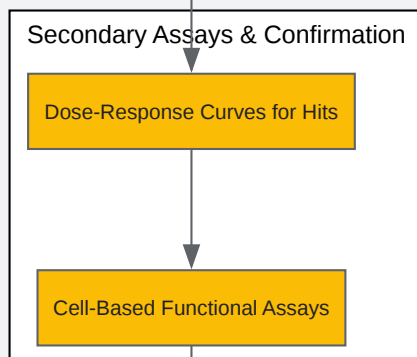 Secondary Assays & Confirmation
Dose-Response Curves for Hits
Cell-Based Functional Assays